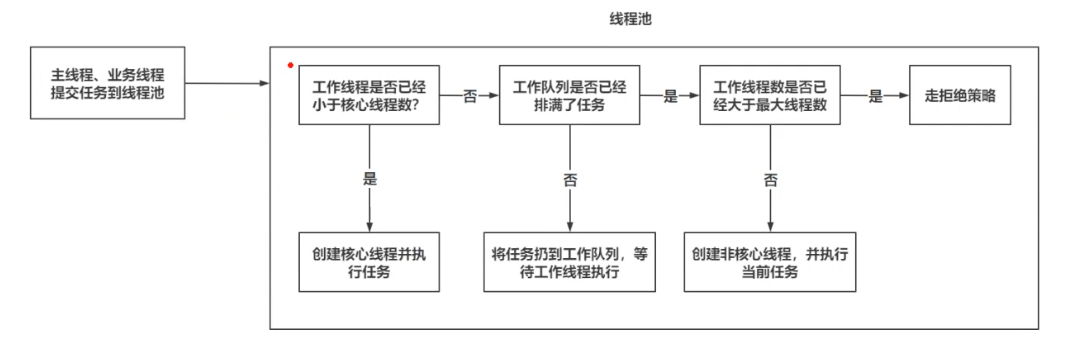 线程池
主线程、业务线程
提交任务到线程池
工作线程是否已经
小于核心线程数?
否
工作队列是否已经
排满了任务
是
工作线程数是否已
经大于最大线程数
是
走拒绝策略
是
否
否
创建核心线程并执
行任务
将任务扔到工作队列，等
待工作线程执行
创建非核心线程，并执行
当前任务